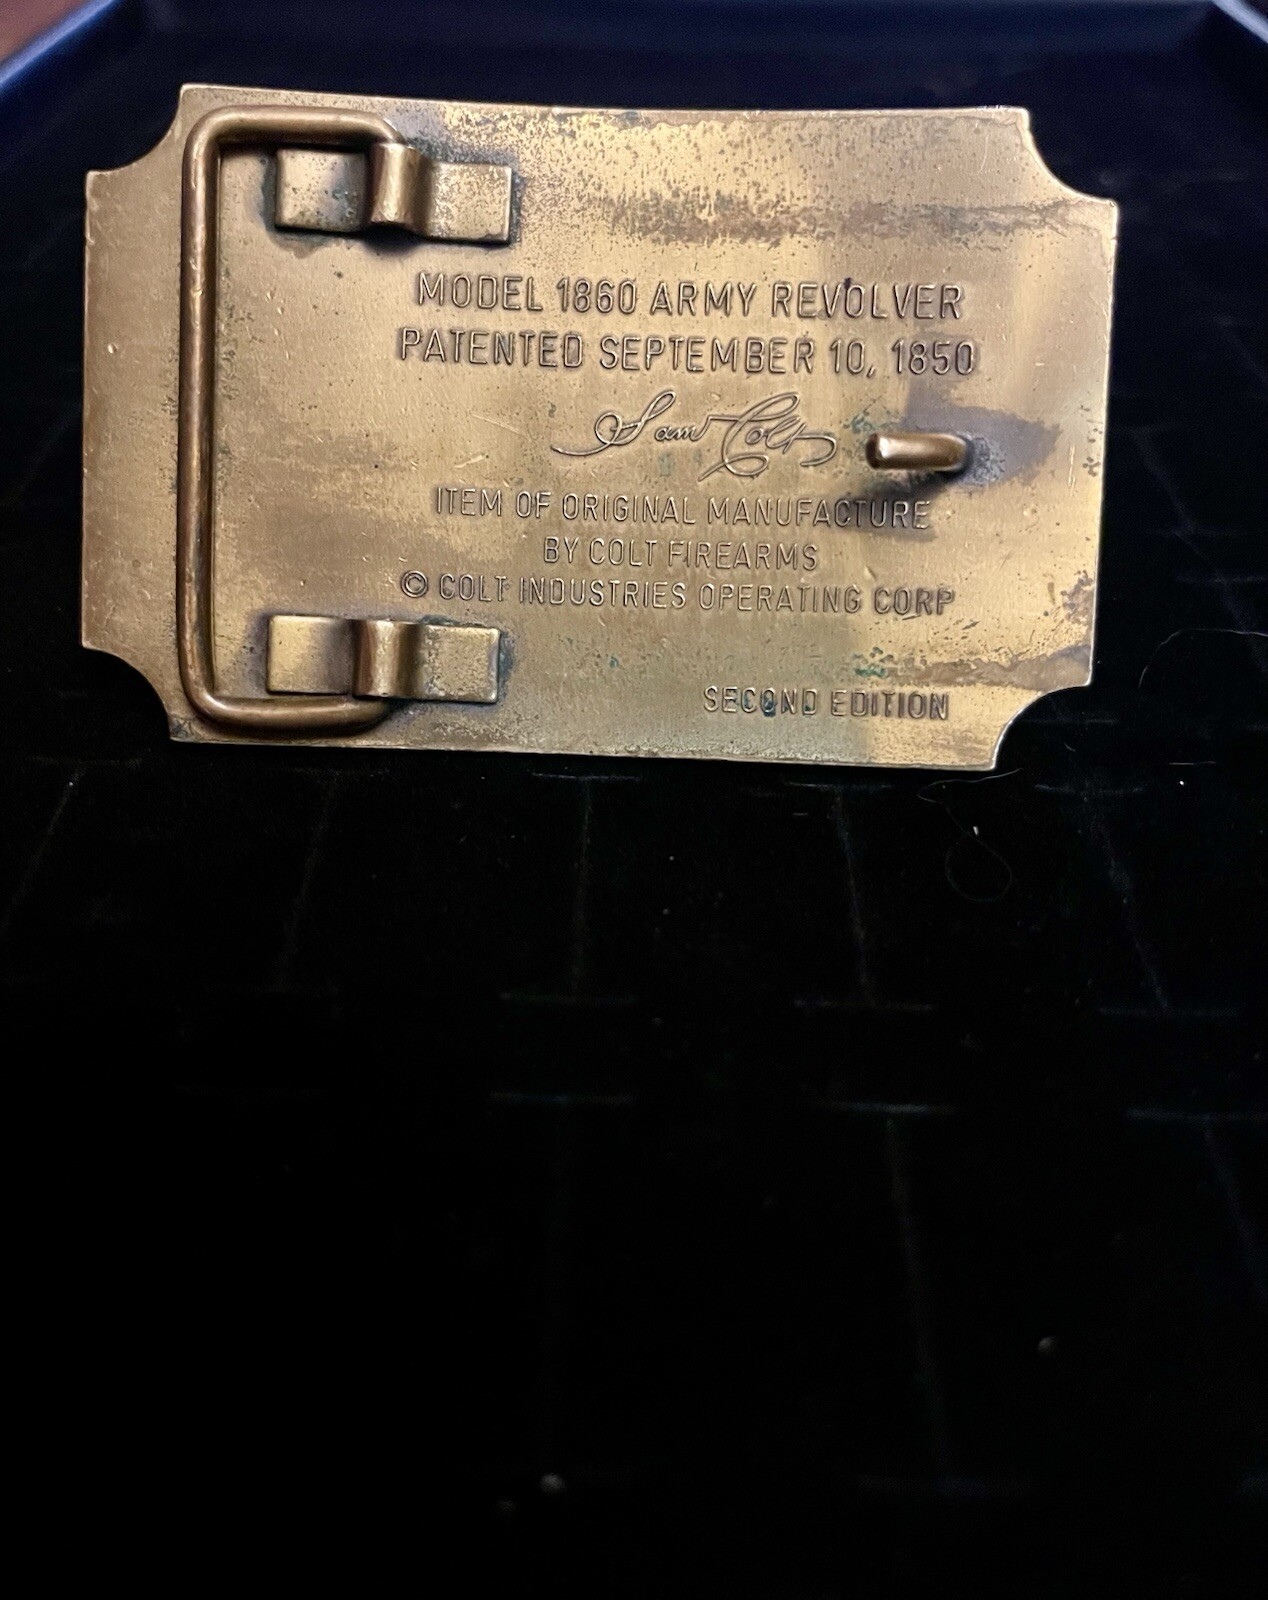 MODEL 1860 ARMY REVOLVER
PATENTED SEPTEMBER 10, 1850
Sam Colt
ITEM OF ORIGINAL MANUFACTURE
BY COLT FIREARMS
© COLT INDUSTRIES OPERATING CORP
SECOND EDITION